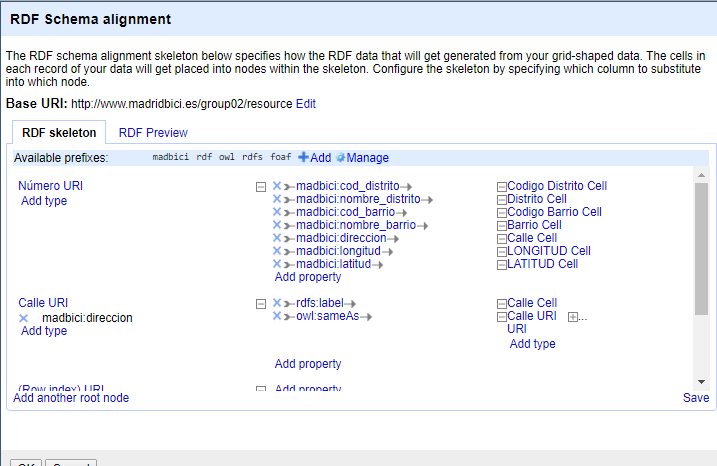 RDF Schema alignment
The RDF schema alignment skeleton below specifies how the RDF data that will get generated from your grid-shaped data. The cells in
each record of your data will get placed into nodes within the skeleton. Configure the skeleton by specifying which column to substitute
into which node.
Base URI: http://www.madridbici.es/group02/resource Edit
RDF skeleton RDF Preview
Available prefixes: madbici rdf owl rdfs foaf Add Manage
Número URI madbici:cod_distrito Codigo Distrito Cell
Add type madbici:nombre_distrito Distrito Cell
madbici:cod_barrio Codigo Barrio Cell
madbici:nombre_barrio Barrio Cell
madbici:direccion Calle Cell
madbici:longitud LONGITUD Cell
madbici:latitud LATITUD Cell
Add property
Calle URI rdfs:label Calle Cell
madbici:direccion owl:sameAs Calle URI ...
Add type URI
Add type
Add property
(Row index) URI Add property
Add another root node Save
OK Cancel